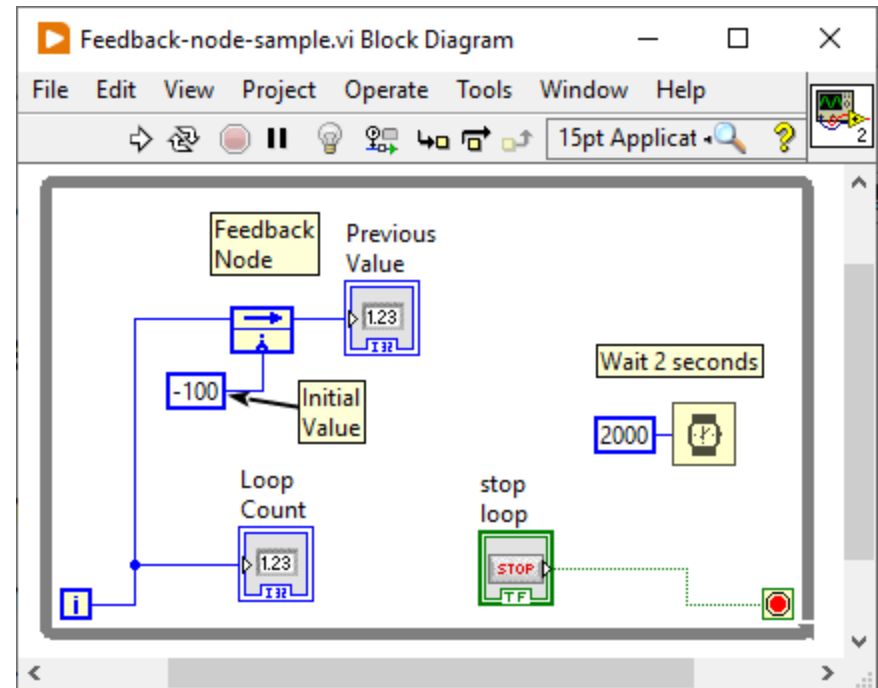 Feedback-node-sample.vi Block Diagram
File Edit View Project Operate Tools Window Help
15pt Applicat
2
Feedback
Node
Previous
Value
1.23
I32
-100
Initial
Value
Wait 2 seconds
2000
Loop
Count
1.23
I32
stop
loop
STOP
TF
i